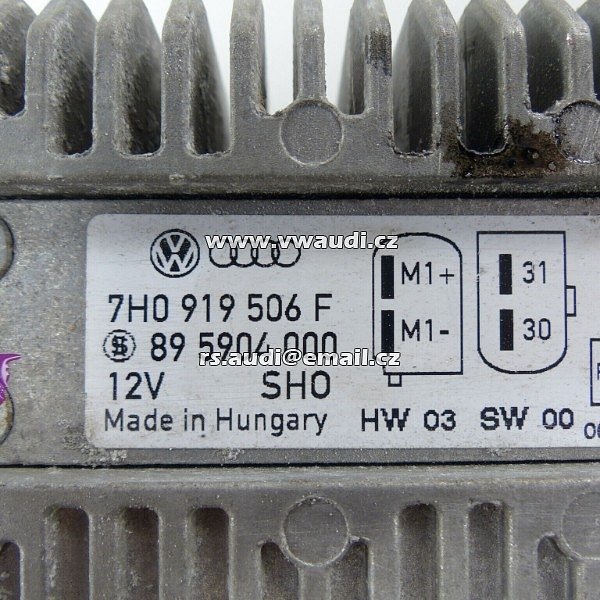 www.vwaudi.cz
7H0 919 506 F
89 5904 000
rs.audi@email.cz
12V SHO
Made in Hungary
M1+
M1-
31
30
HW 03 SW 00